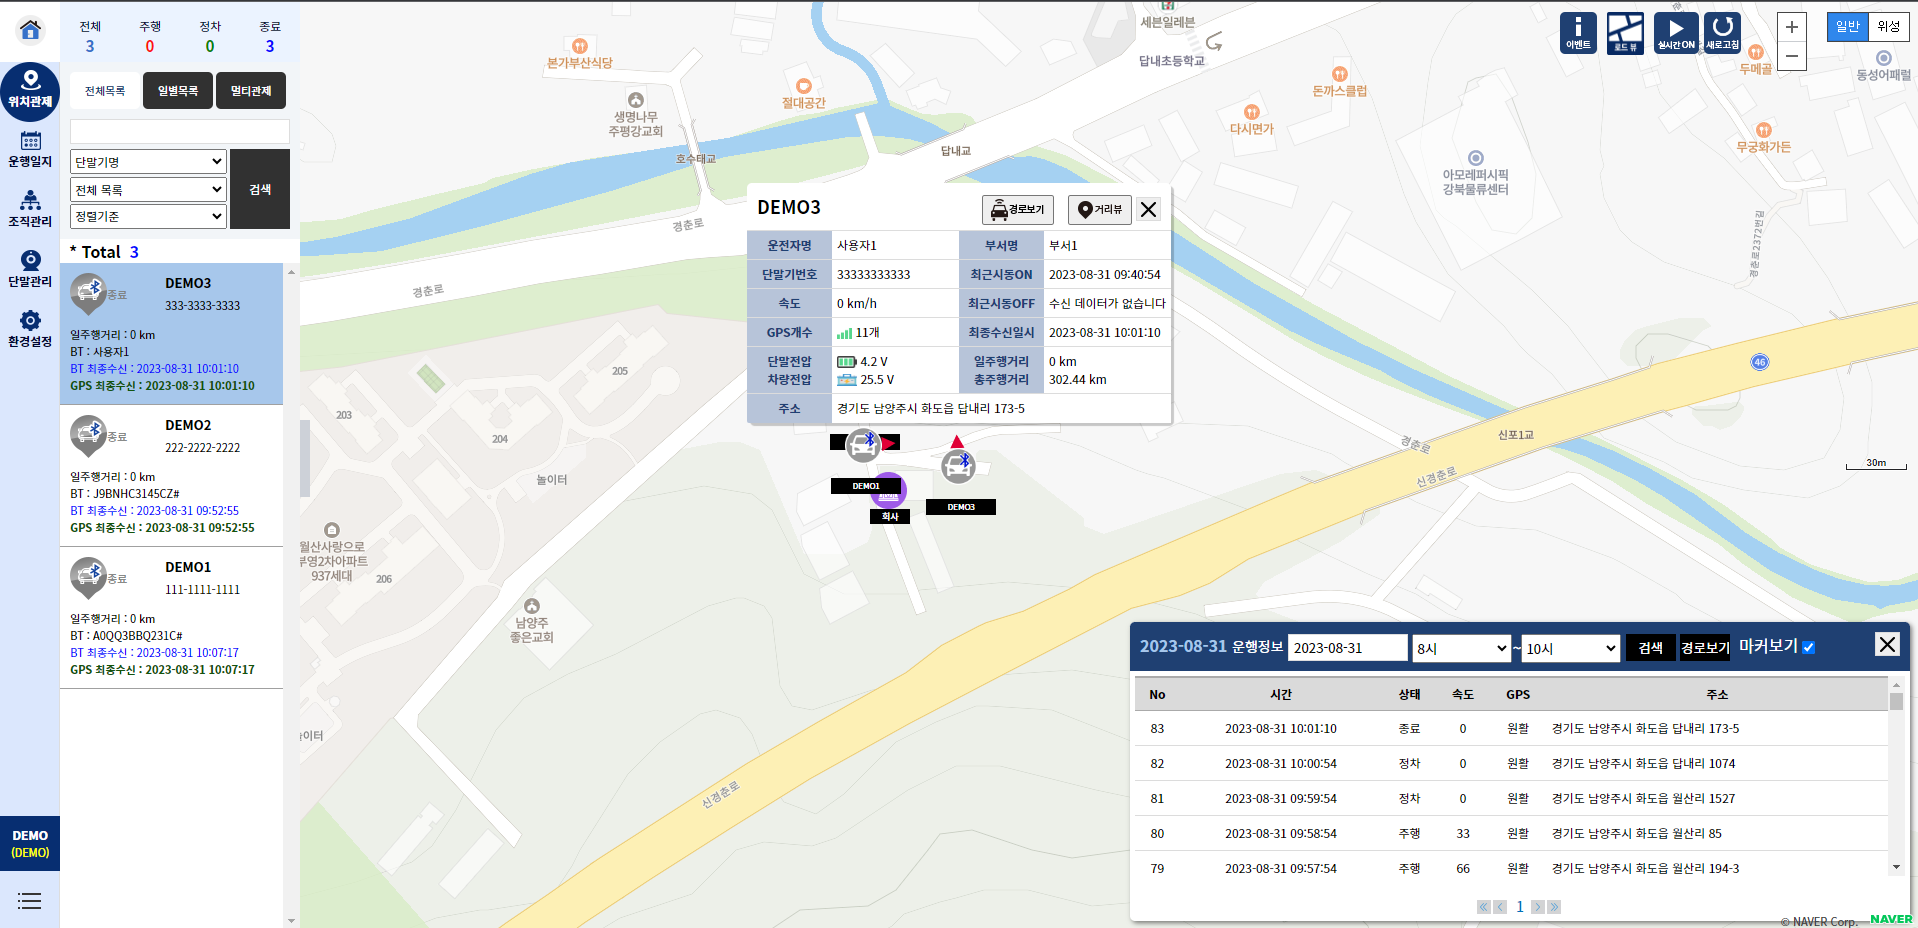 전체 주행 정차 종료
3 0 0 3
위치관제
운행일지
조직관리
단말관리
환경설정
DEMO
(DEMO)
전체목록 일별목록 멀티관제
단말기명
전체 목록
정렬기준
검색
* Total 3
종료
DEMO3
333-3333-3333
일주행거리 : 0 km
BT : 사용자1
BT 최종수신 : 2023-08-31 10:01:10
GPS 최종수신 : 2023-08-31 10:01:10
종료
DEMO2
222-2222-2222
일주행거리 : 0 km
BT : J9BNHC3145CZ#
BT 최종수신 : 2023-08-31 09:52:55
GPS 최종수신 : 2023-08-31 09:52:55
종료
DEMO1
111-1111-1111
일주행거리 : 0 km
BT : A0QQ3BBQ231C#
BT 최종수신 : 2023-08-31 10:07:17
GPS 최종수신 : 2023-08-31 10:07:17
세븐일레븐
본가부산식당
답내초등학교
절대공간
생명나무
주평강교회
호수태교
답내교
돈까스클럽
다시면가
두메골
동성어패럴
무궁화가든
아모레퍼시픽
강북물류센터
경춘로2372번길
이벤트
로드 뷰
실시간 ON
새로고침
+
−
일반 위성
경춘로
경춘로
DEMO3
경로보기
거리뷰
운전자명 사용자1 부서명 부서1
단말기번호 33333333333 최근시동ON 2023-08-31 09:40:54
속도 0 km/h 최근시동OFF 수신 데이터가 없습니다
GPS개수 11개 최종수신일시 2023-08-31 10:01:10
단말전압 4.2 V 일주행거리 0 km
차량전압 25.5 V 총주행거리 302.44 km
주소 경기도 남양주시 화도읍 답내리 173-5
DEMO1
회사
DEMO3
205
203
204
206
놀이터
월산사랑으로
부영2차아파트
937세대
남양주
좋은교회
놀이터
신경춘로
경춘로
신경춘로
신포1교
46
30m
2023-08-31 운행정보 2023-08-31 8시 ~ 10시 검색 경로보기 마커보기
No 시간 상태 속도 GPS 주소
83 2023-08-31 10:01:10 종료 0 원활 경기도 남양주시 화도읍 답내리 173-5
82 2023-08-31 10:00:54 정차 0 원활 경기도 남양주시 화도읍 답내리 1074
81 2023-08-31 09:59:54 정차 0 원활 경기도 남양주시 화도읍 월산리 1527
80 2023-08-31 09:58:54 주행 33 원활 경기도 남양주시 화도읍 월산리 85
79 2023-08-31 09:57:54 주행 66 원활 경기도 남양주시 화도읍 월산리 194-3
« ‹ 1 › »
© NAVER Corp. NAVER